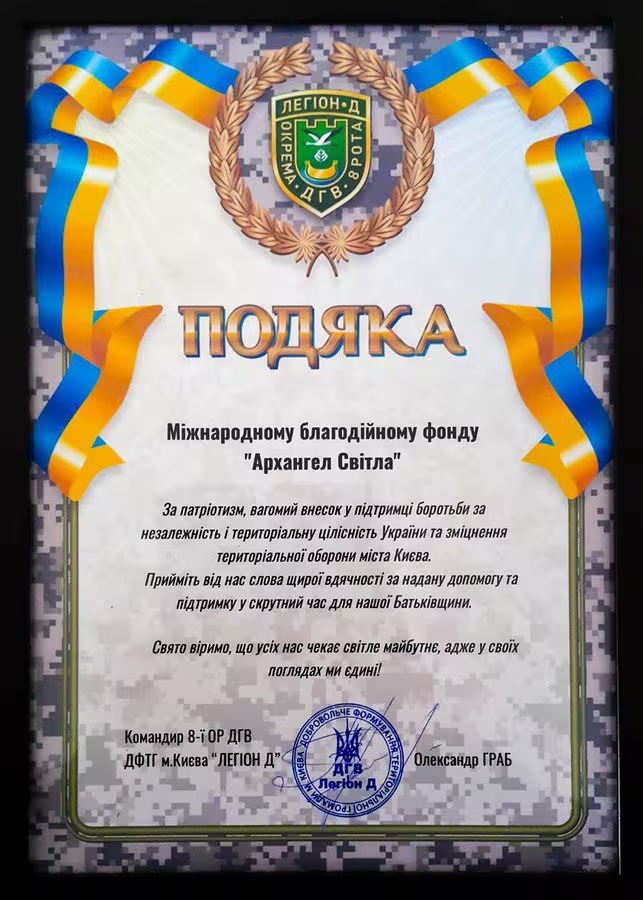 ЛЕГІОН•Д
ОКРЕМА • ДГВ • 8 РОТА
ПОДЯКА
Міжнародному благодійному фонду
"Архангел Світла"
За патріотизм, вагомий внесок у підтримці боротьби за
незалежність і територіальну цілісність України та зміцнення
територіальної оборони міста Києва.
Прийміть від нас слова щирої вдячності за надану допомогу та
підтримку у скрутний час для нашої Батьківщини.
Свято віримо, що усіх нас чекає світле майбутнє, адже у своїх
поглядах ми єдині!
Командир 8-ї ОР ДГВ
ДФТГ м.Києва "ЛЕГІОН Д"
ДОБРОВОЛЬЧЕ ФОРМУВАННЯ ТЕРИТОРІАЛЬНОЇ ГРОМАДИ М. КИЄВА
ДГВ
Легіон Д
Олександр ГРАБ